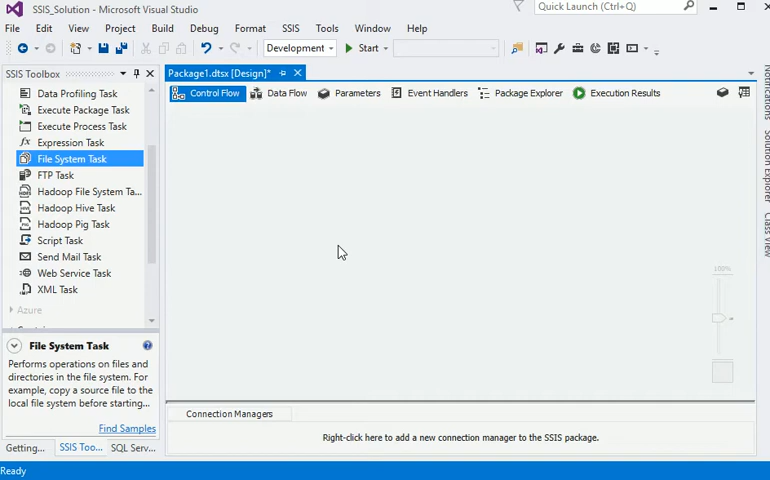 SSIS_Solution - Microsoft Visual Studio
Quick Launch (Ctrl+Q)
File Edit View Project Build Debug Format SSIS Tools Window Help
Development Start
SSIS Toolbox
Package1.dtsx [Design]*
Control Flow Data Flow Parameters Event Handlers Package Explorer Execution Results
Data Profiling Task
Execute Package Task
Execute Process Task
fx Expression Task
File System Task
FTP Task
Hadoop File System Ta...
Hadoop Hive Task
Hadoop Pig Task
Script Task
Send Mail Task
Web Service Task
XML Task
Azure
100%
File System Task
Performs operations on files and
directories in the file system. For
example, copy a source file to the
local file system before starting...
Find Samples
Getting... SSIS Too... SQL Serv...
Connection Managers
Right-click here to add a new connection manager to the SSIS package.
Notifications
Solution Explorer
Class View
Ready